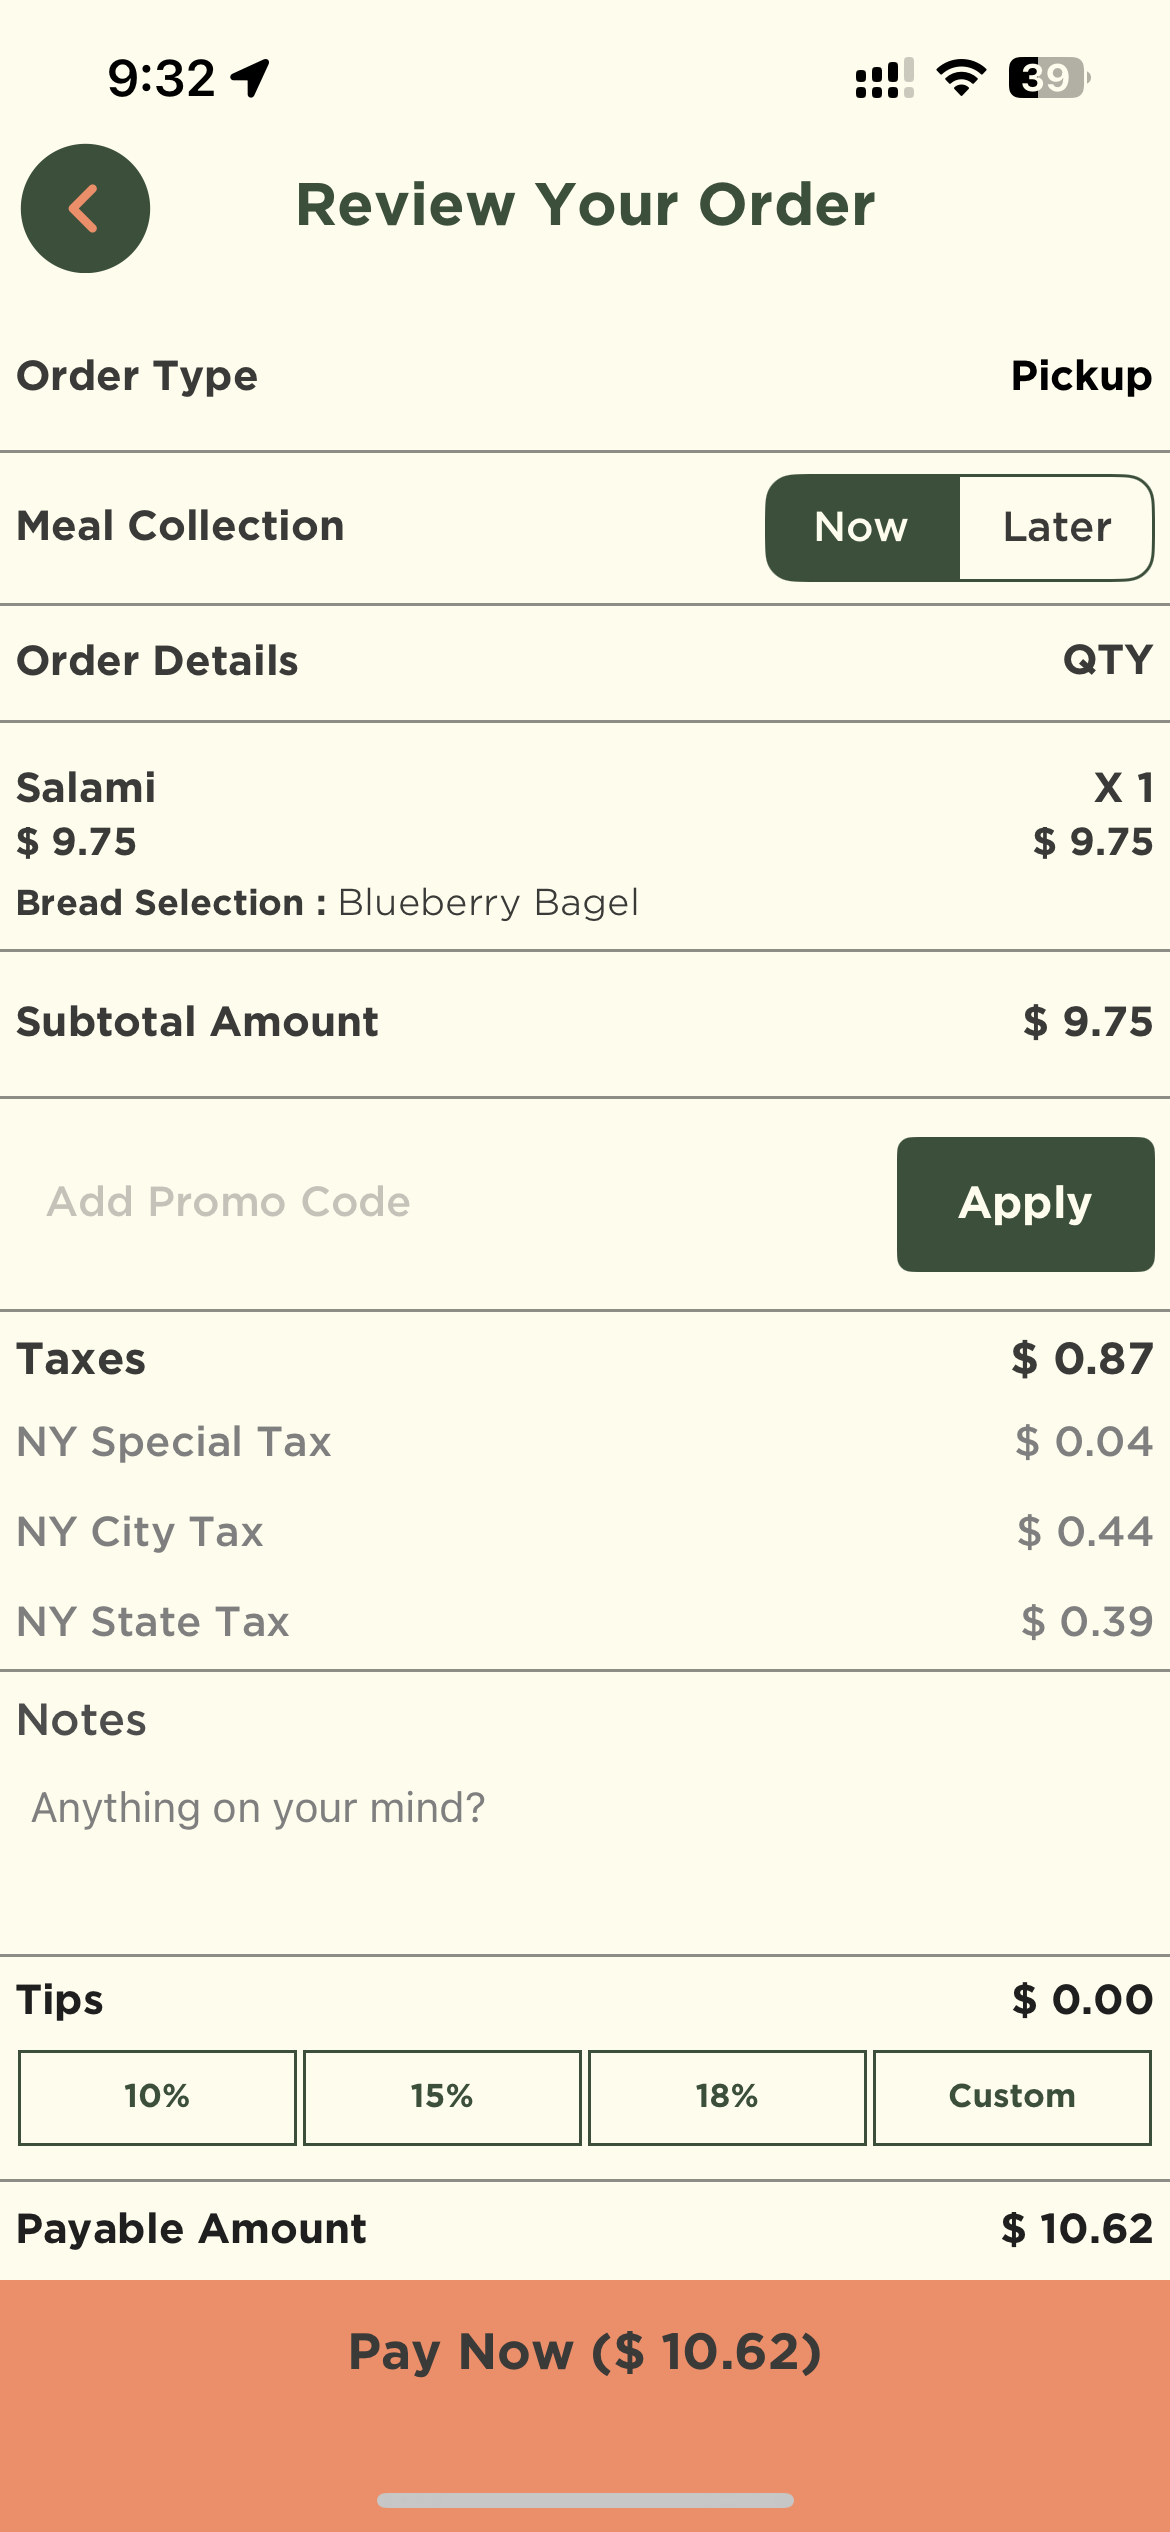 9:32
39
Review Your Order
Order Type Pickup
Meal Collection Now Later
Order Details QTY
Salami X 1
$ 9.75 $ 9.75
Bread Selection : Blueberry Bagel
Subtotal Amount $ 9.75
Add Promo Code Apply
Taxes $ 0.87
NY Special Tax $ 0.04
NY City Tax $ 0.44
NY State Tax $ 0.39
Notes
Anything on your mind?
Tips $ 0.00
10% 15% 18% Custom
Payable Amount $ 10.62
Pay Now ($ 10.62)